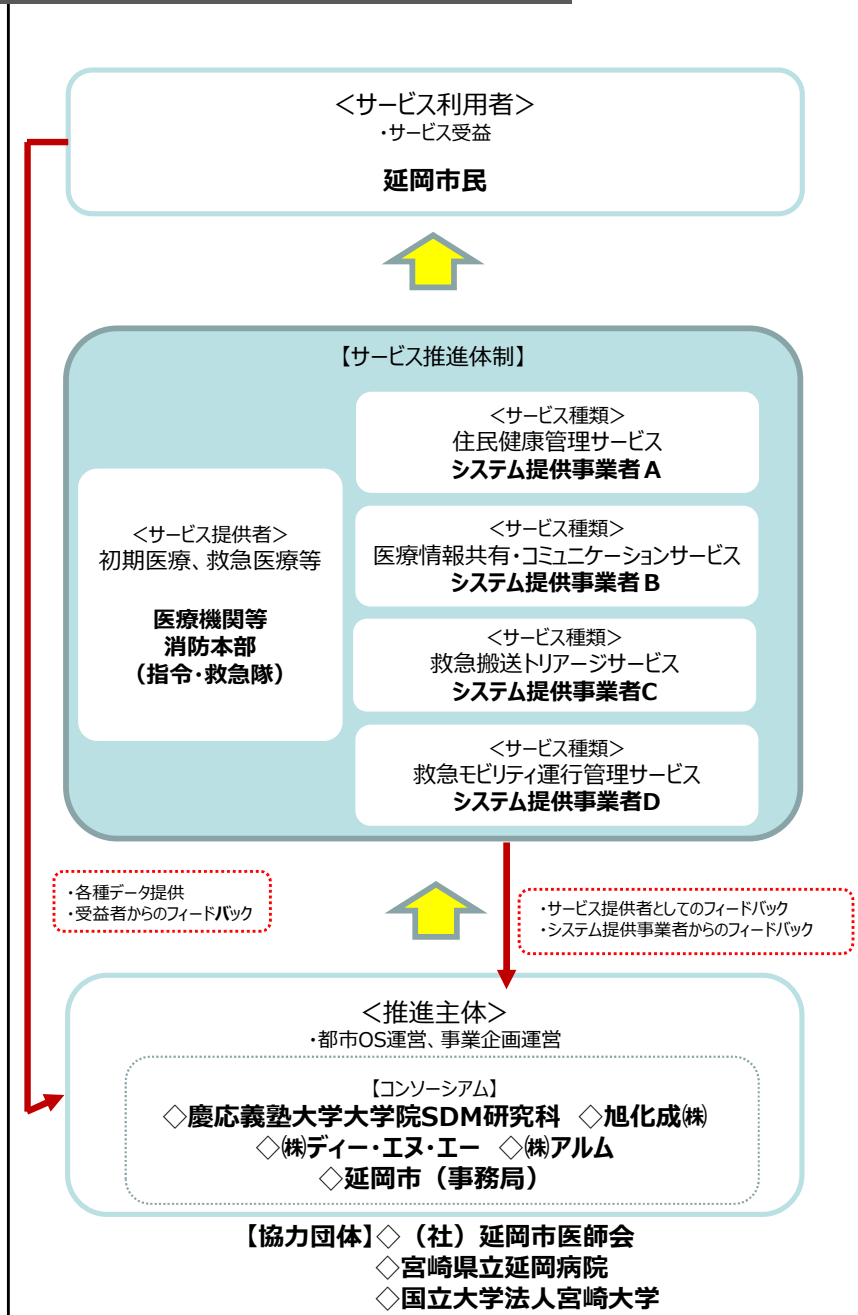 ＜サービス利用者＞
・サービス受益
延岡市民
【サービス推進体制】
＜サービス提供者＞
初期医療、救急医療等
医療機関等
消防本部
（指令・救急隊）
＜サービス種類＞
住民健康管理サービス
システム提供事業者A
＜サービス種類＞
医療情報共有・コミュニケーションサービス
システム提供事業者B
＜サービス種類＞
救急搬送トリアージサービス
システム提供事業者C
＜サービス種類＞
救急モビリティ運行管理サービス
システム提供事業者D
・各種データ提供
・受益者からのフィードバック
・サービス提供者としてのフィードバック
・システム提供事業者からのフィードバック
＜推進主体＞
・都市OS運営、事業企画運営
【コンソーシアム】
◇慶応義塾大学大学院SDM研究科　◇旭化成㈱
◇㈱ディー・エヌ・エー　◇㈱アルム
◇延岡市（事務局）
【協力団体】◇（社）延岡市医師会
◇宮崎県立延岡病院
◇国立大学法人宮崎大学